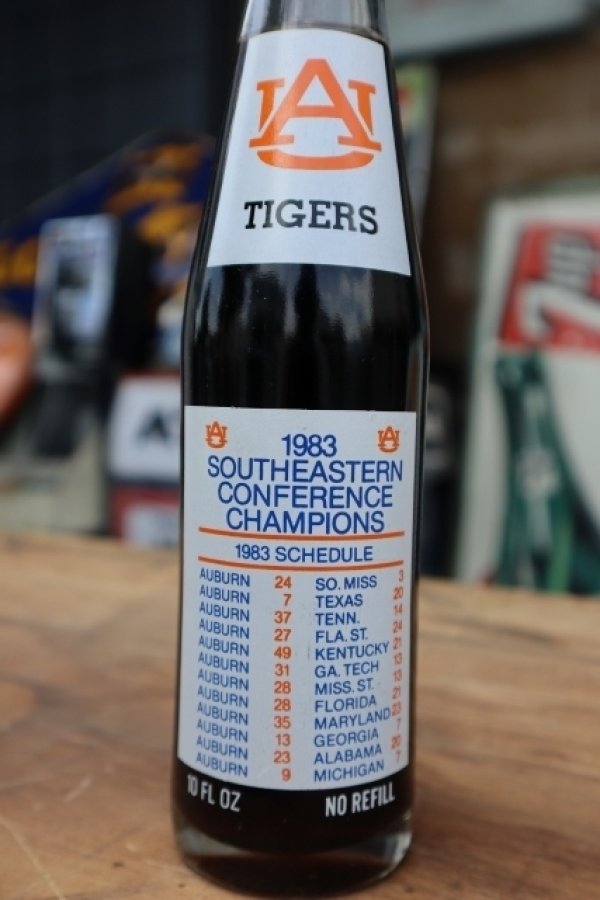 AU
TIGERS
1983
SOUTHEASTERN
CONFERENCE
CHAMPIONS
1983 SCHEDULE
AUBURN 24 SO. MISS 3
AUBURN 7 TEXAS 20
AUBURN 37 TENN. 14
AUBURN 27 FLA. ST. 24
AUBURN 49 KENTUCKY 21
AUBURN 31 GA. TECH 13
AUBURN 28 MISS. ST. 13
AUBURN 28 FLORIDA 21
AUBURN 35 MARYLAND 23
AUBURN 13 GEORGIA 7
AUBURN 23 ALABAMA 20
AUBURN 9 MICHIGAN 7
10 FL OZ NO REFILL